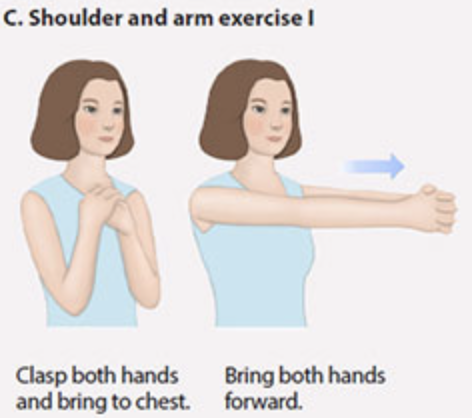 C. Shoulder and arm exercise I
Clasp both hands
and bring to chest.
Bring both hands
forward.